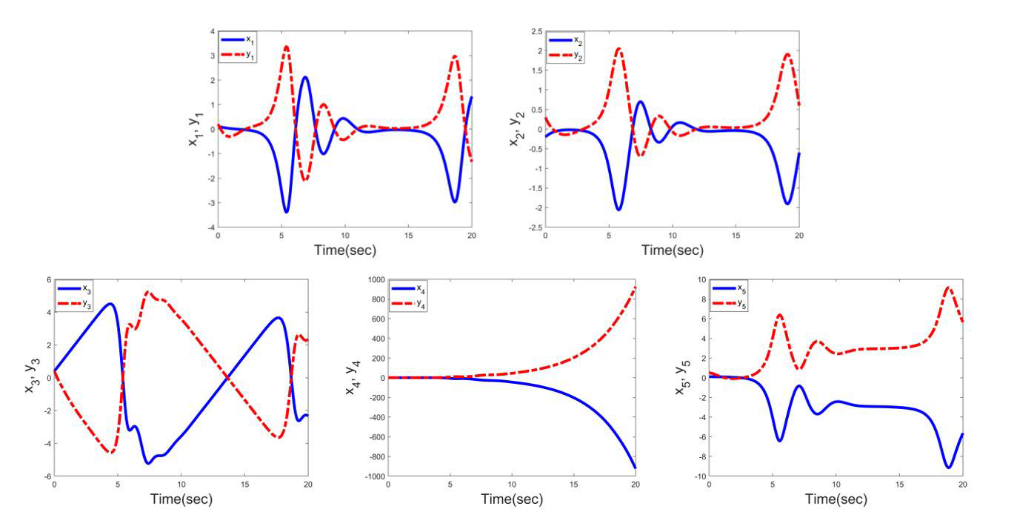 x1
y1
x1, y1
4
3
2
1
0
-1
-2
-3
-4
0 5 10 15 20
Time(sec)
x2
y2
x2, y2
2.5
2
1.5
1
0.5
0
-0.5
-1
-1.5
-2
-2.5
0 5 10 15 20
Time(sec)
x3
y3
x3, y3
6
4
2
0
-2
-4
-6
0 5 10 15 20
Time(sec)
x4
y4
x4, y4
1000
800
600
400
200
0
-200
-400
-600
-800
-1000
0 5 10 15 20
Time(sec)
x5
y5
x5, y5
10
8
6
4
2
0
-2
-4
-6
-8
-10
0 5 10 15 20
Time(sec)